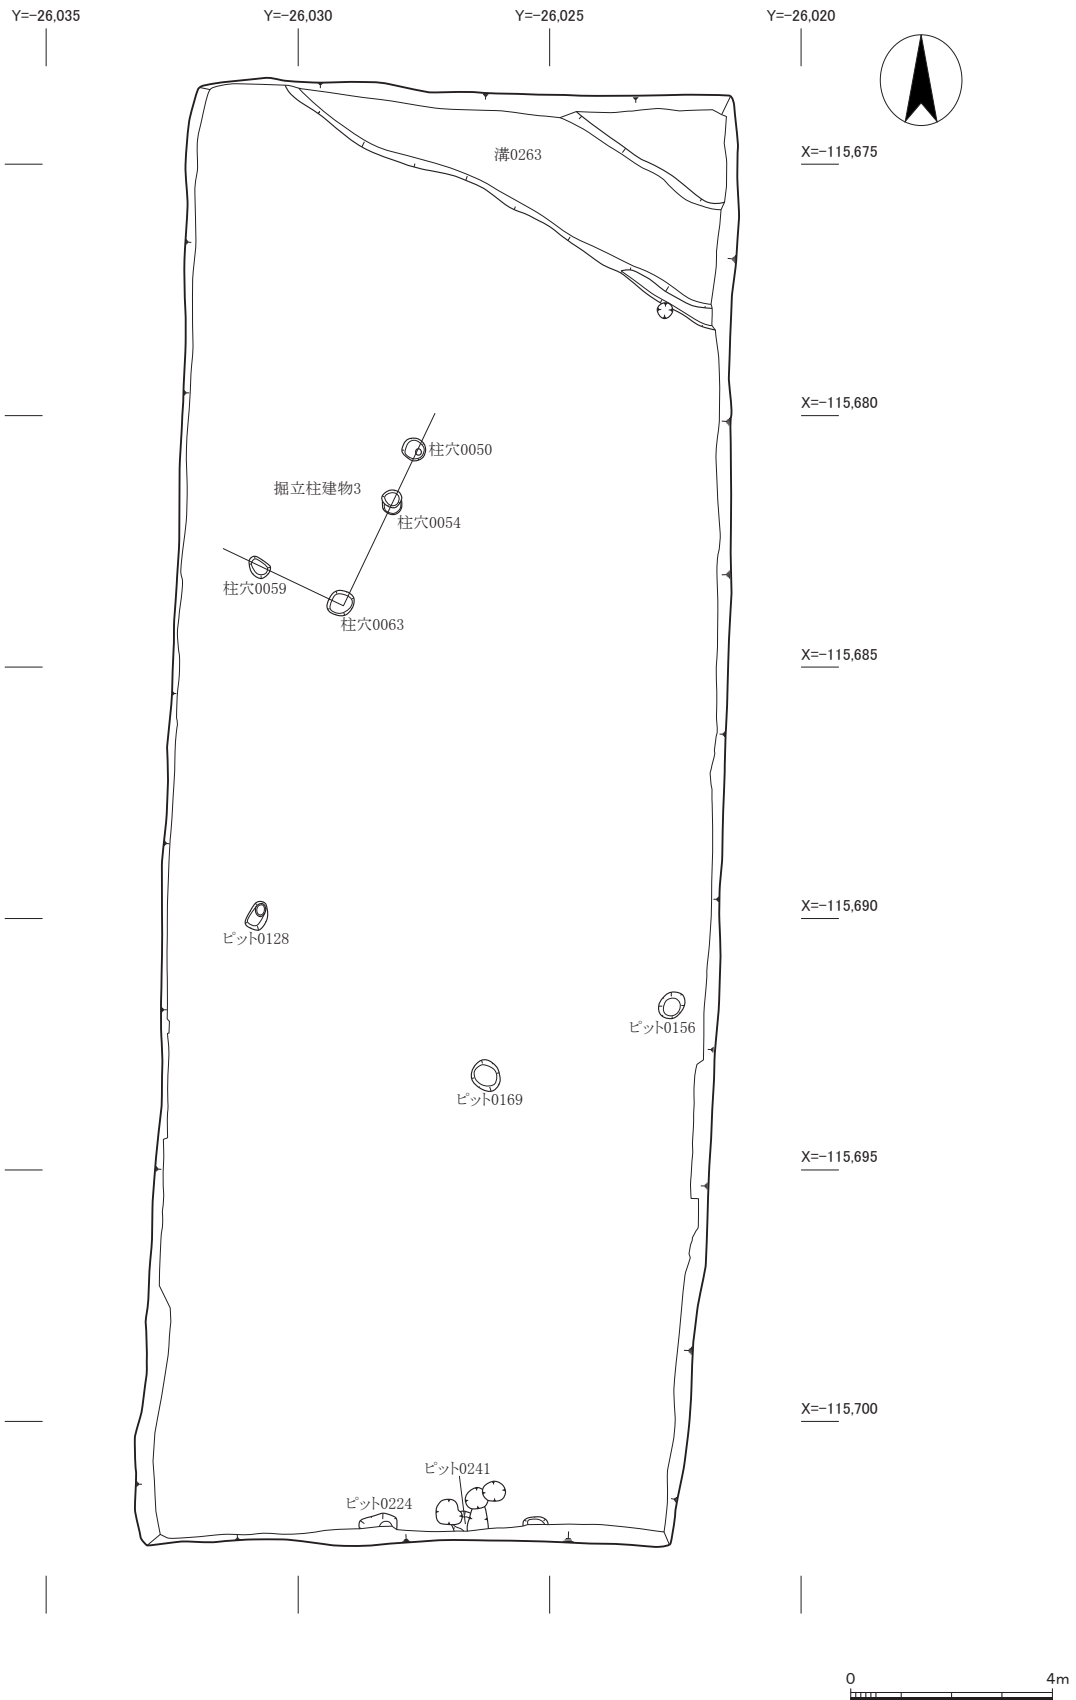 Y=-26,035
Y=-26,030
Y=-26,025
Y=-26,020
溝0263
X=-115,675
X=-115,680
柱穴0050
掘立柱建物3
柱穴0054
柱穴0059
柱穴0063
X=-115,685
X=-115,690
ピット0128
ピット0156
ピット0169
X=-115,695
X=-115,700
ピット0241
ピット0224
0 4m